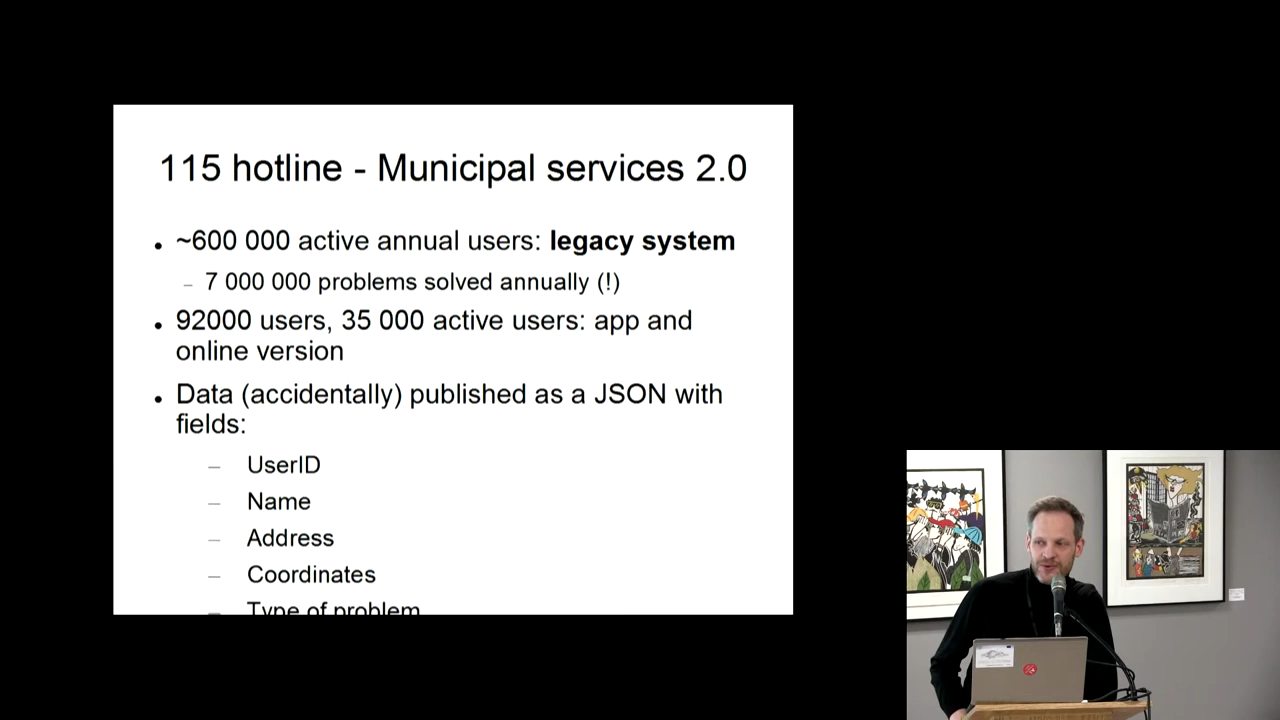 115 hotline - Municipal services 2.0
• ~600 000 active annual users: legacy system
– 7 000 000 problems solved annually (!)
• 92000 users, 35 000 active users: app and
online version
• Data (accidentally) published as a JSON with
fields:
– UserID
– Name
– Address
– Coordinates
– Type of problem